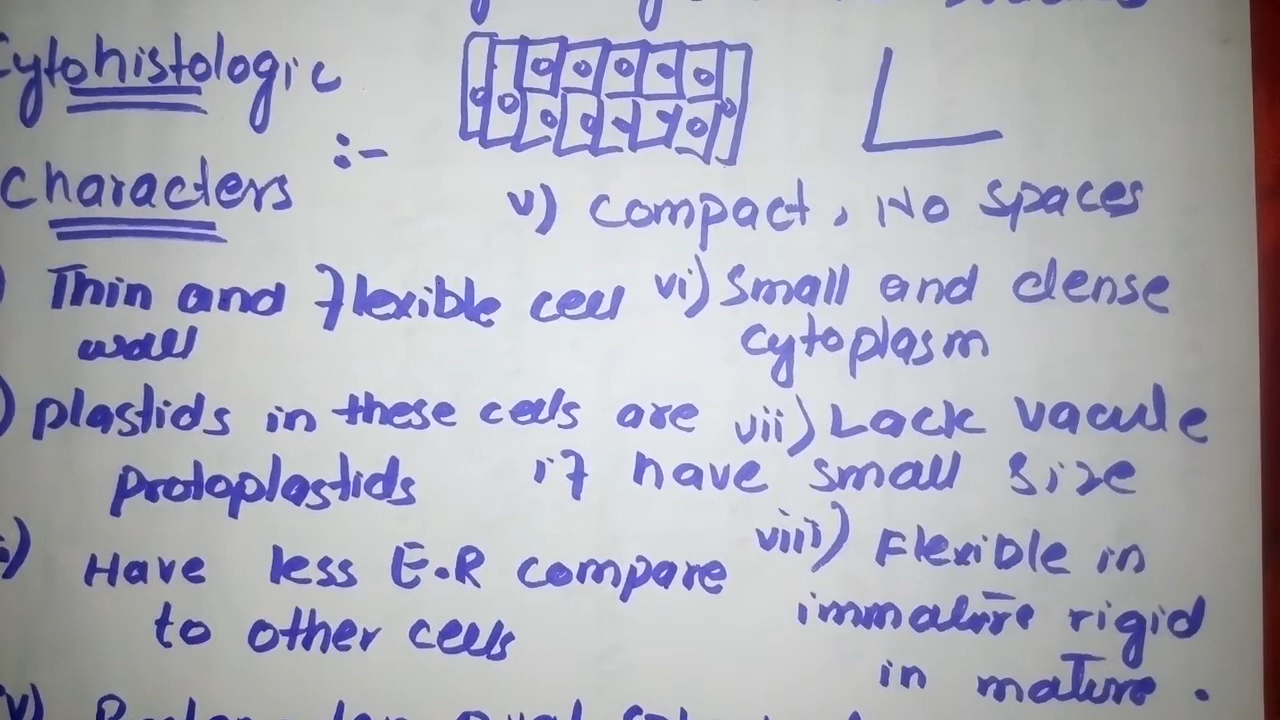 Cytohistologic
characters :-
) Thin and flexible cell
wall
) plastids in these cells are
protoplastids
) Have less E.R compare
to other cells
v) compact, No spaces
vi) Small and dense
cytoplasm
vii) Lack vacule
if have small size
viii) Flexible in
immature rigid
in mature.